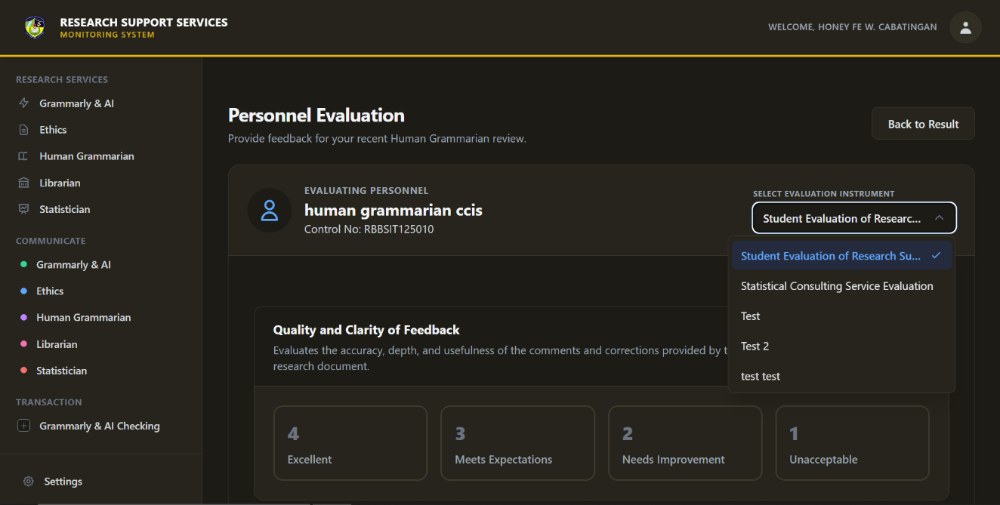 RESEARCH SUPPORT SERVICES
MONITORING SYSTEM
WELCOME, HONEY FE W. CABATINGAN
RESEARCH SERVICES
Grammarly & AI
Ethics
Human Grammarian
Librarian
Statistician
COMMUNICATE
Grammarly & AI
Ethics
Human Grammarian
Librarian
Statistician
TRANSACTION
Grammarly & AI Checking
Settings
Personnel Evaluation
Provide feedback for your recent Human Grammarian review.
Back to Result
EVALUATING PERSONNEL
human grammarian ccis
Control No: RBBSIT125010
SELECT EVALUATION INSTRUMENT
Student Evaluation of Researc...
Student Evaluation of Research Su...
Statistical Consulting Service Evaluation
Test
Test 2
test test
Quality and Clarity of Feedback
Evaluates the accuracy, depth, and usefulness of the comments and corrections provided by
research document.
4
Excellent
3
Meets Expectations
2
Needs Improvement
1
Unacceptable